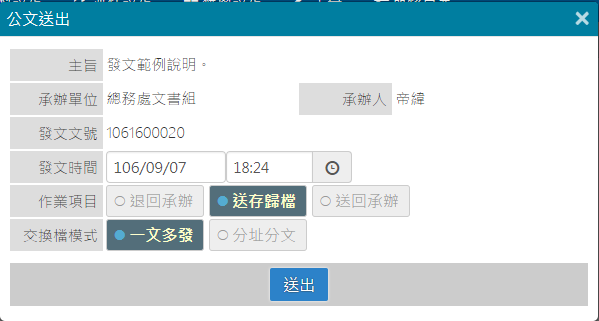 公文送出
主旨 發文範例說明。
承辦單位 總務處文書組 承辦人 帝緯
發文文號 1061600020
發文時間 106/09/07 18:24
作業項目 退回承辦 送存歸檔 送回承辦
交換檔模式 一文多發 分址分文
送出